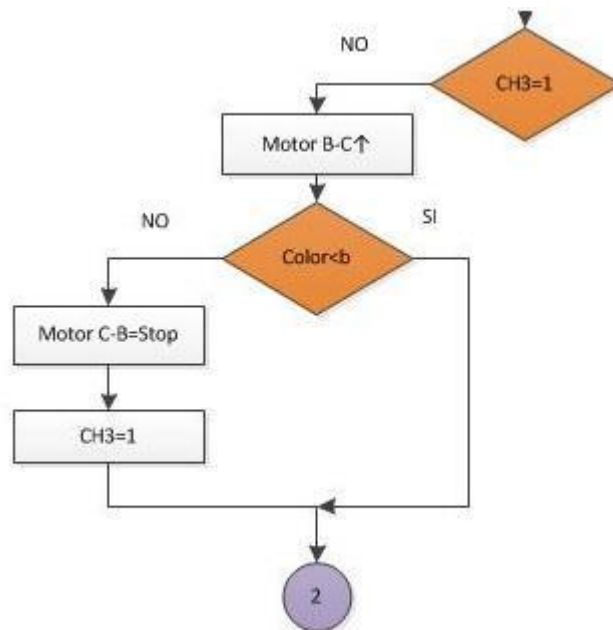 NO
CH3=1
Motor B-C↑
NO
SI
Color<b
Motor C-B=Stop
CH3=1
2